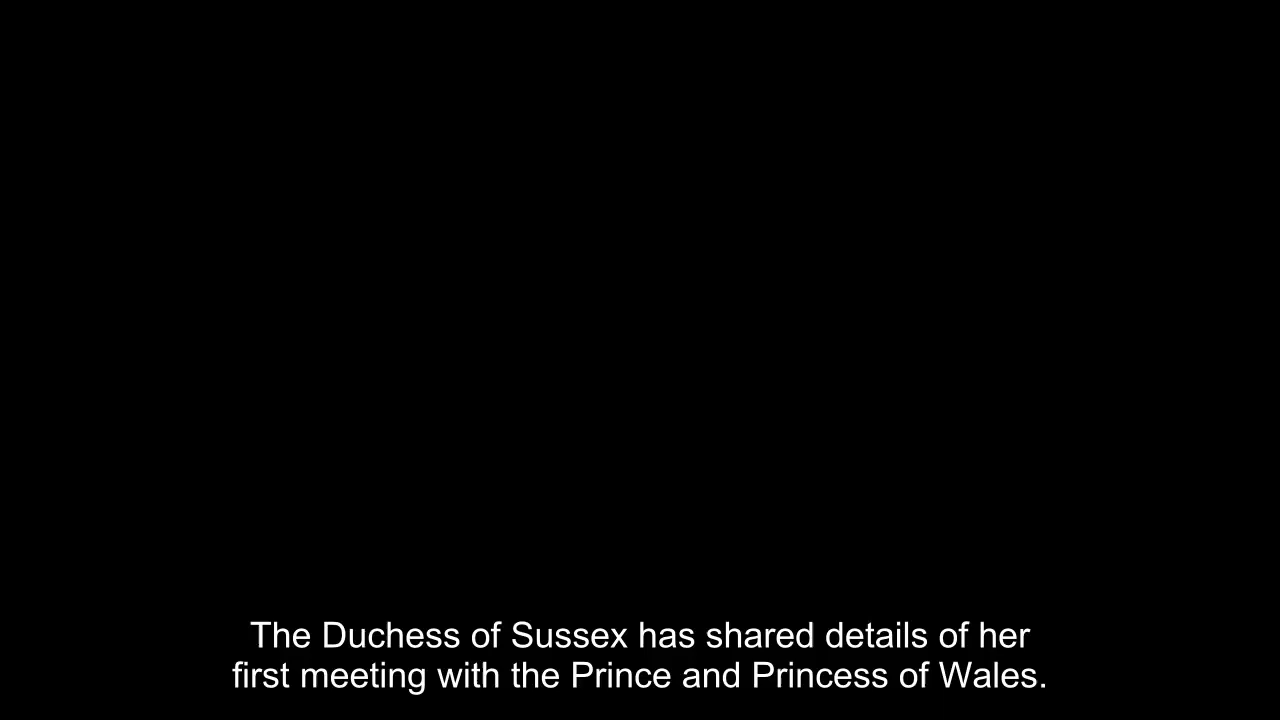 The Duchess of Sussex has shared details of her
first meeting with the Prince and Princess of Wales.